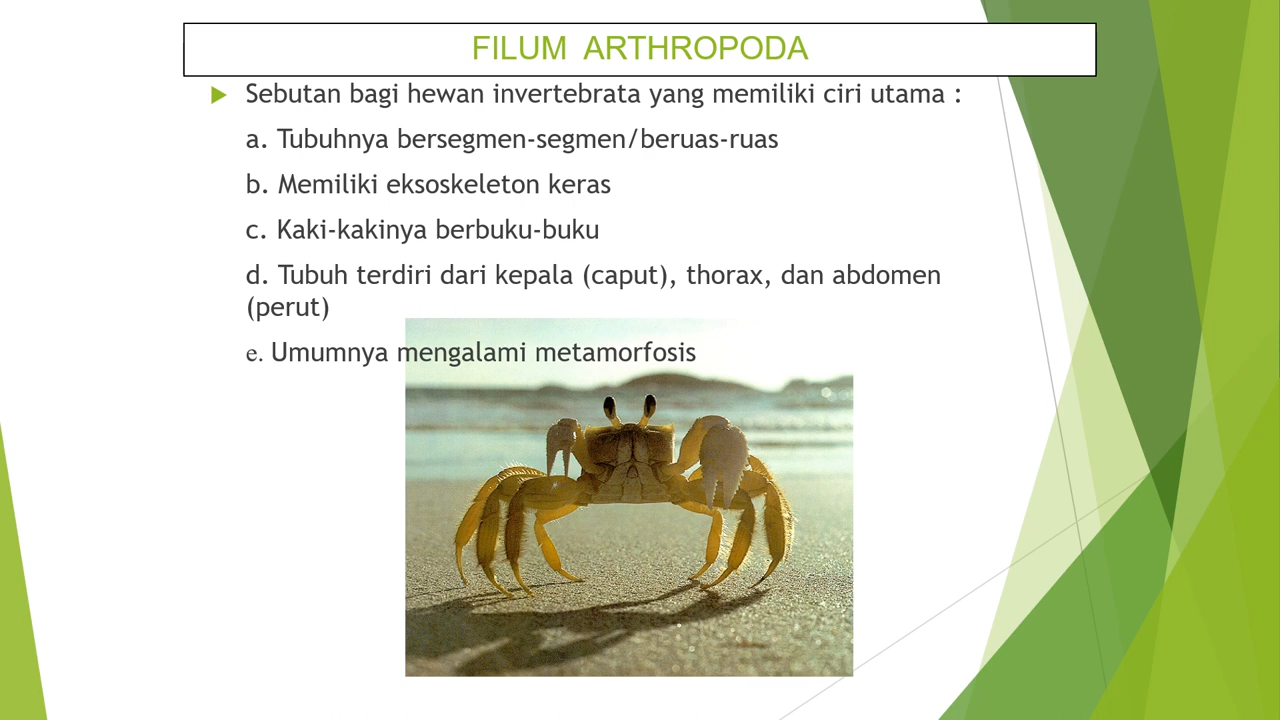 FILUM ARTHROPODA
Sebutan bagi hewan invertebrata yang memiliki ciri utama :
a. Tubuhnya bersegmen-segmen/beruas-ruas
b. Memiliki eksoskeleton keras
c. Kaki-kakinya berbuku-buku
d. Tubuh terdiri dari kepala (caput), thorax, dan abdomen
(perut)
e. Umumnya mengalami metamorfosis